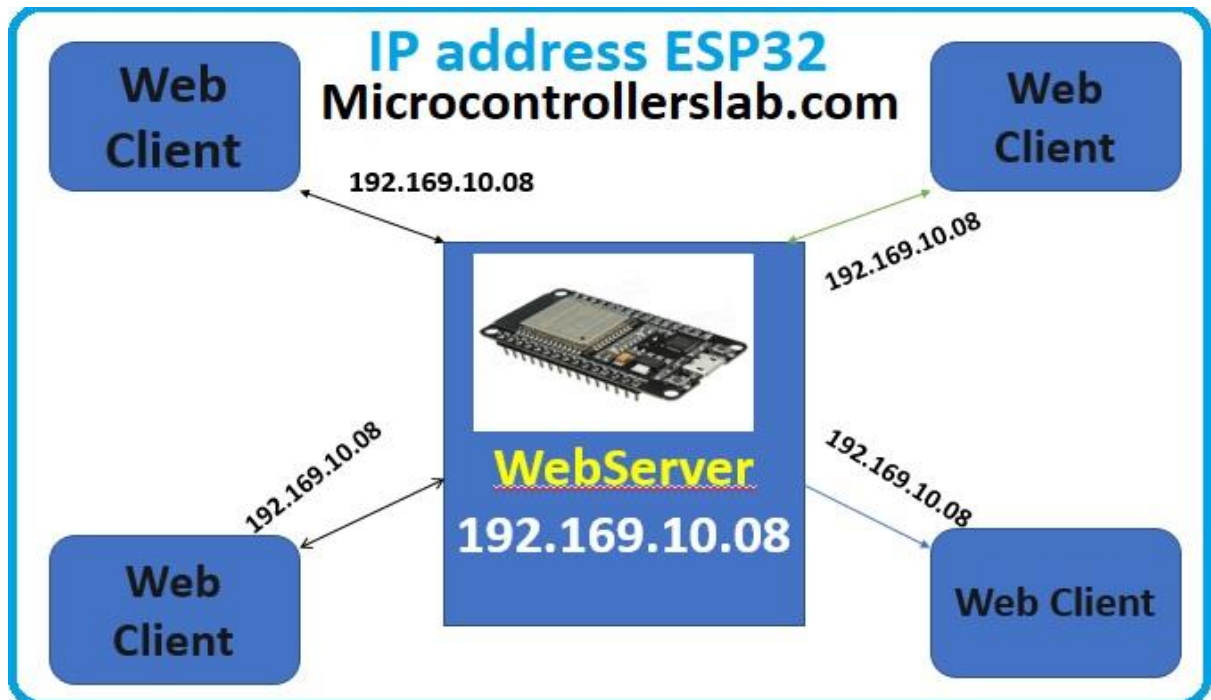 IP address ESP32
Microcontrollerslab.com
Web
Client
Web
Client
192.169.10.08
192.169.10.08
WebServer
192.169.10.08
192.169.10.08
192.169.10.08
Web
Client
Web Client